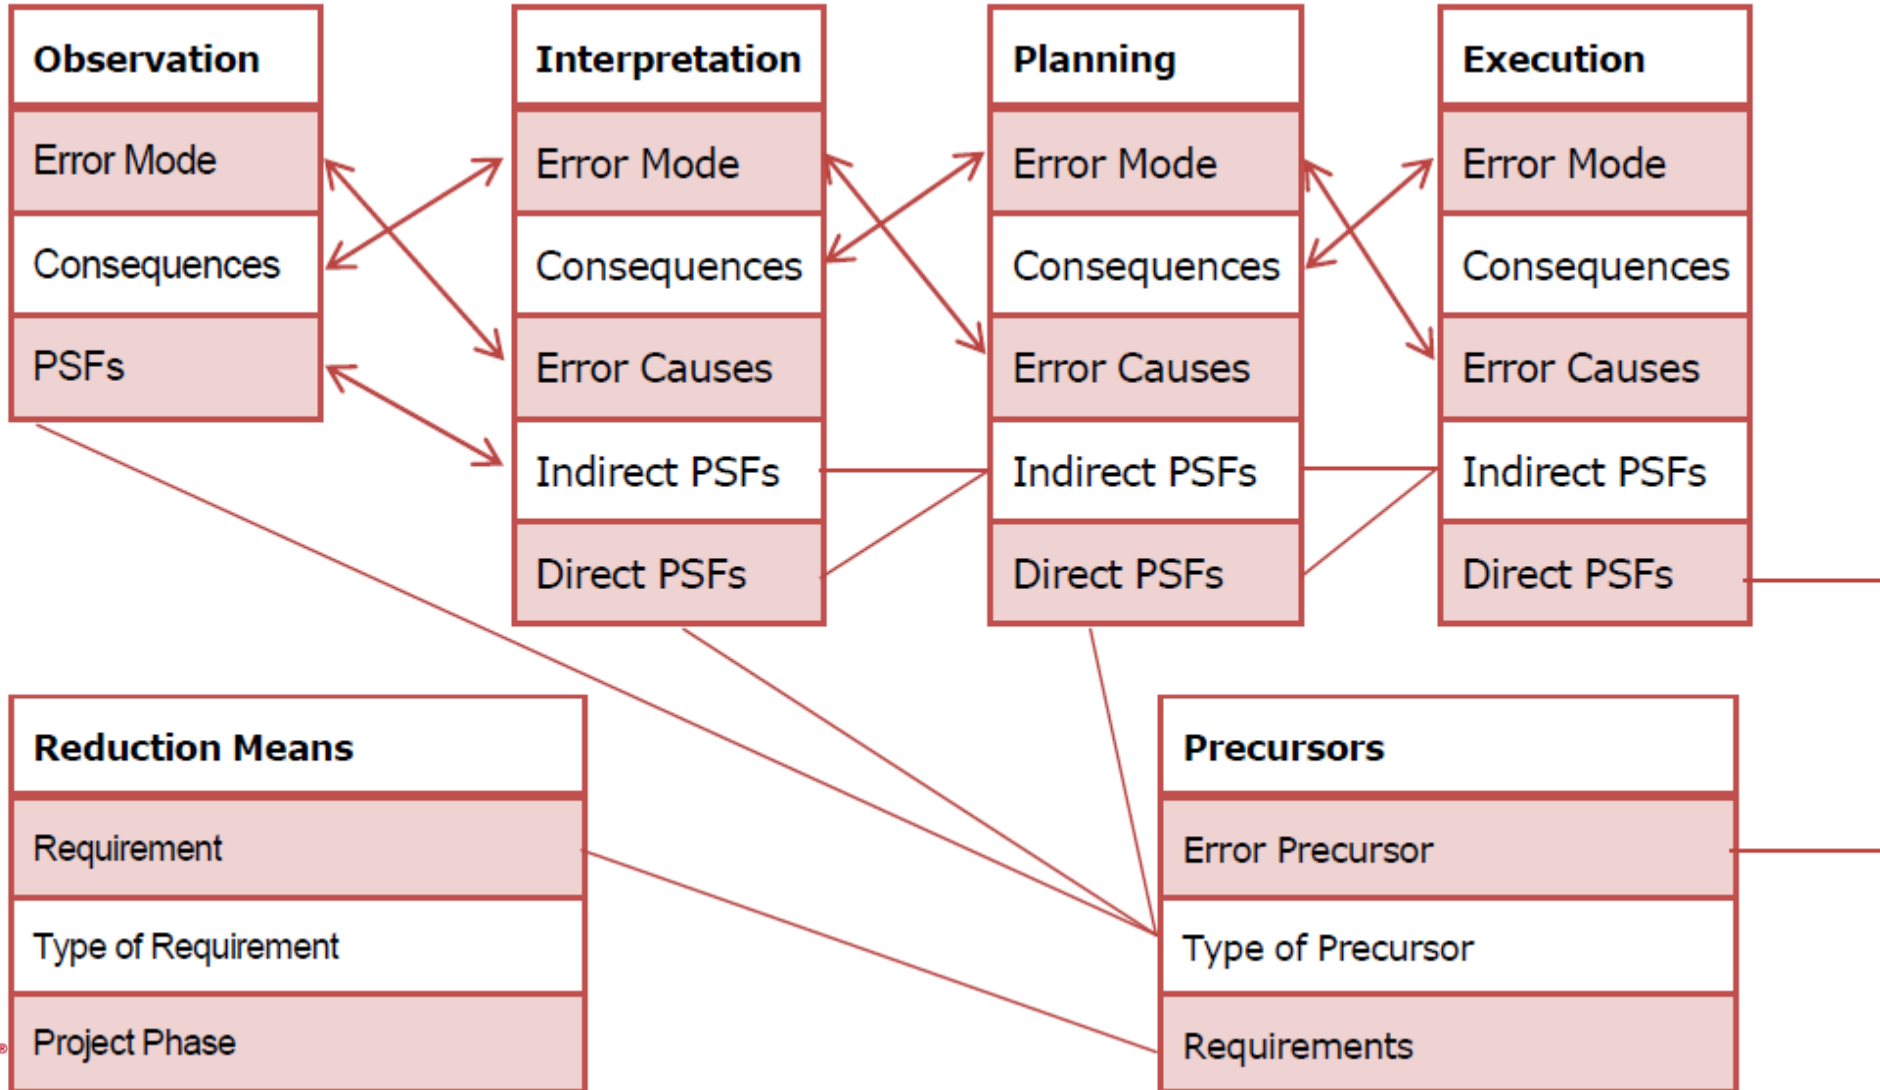 Observation
Error Mode
Consequences
PSFs
Interpretation
Error Mode
Consequences
Error Causes
Indirect PSFs
Direct PSFs
Planning
Error Mode
Consequences
Error Causes
Indirect PSFs
Direct PSFs
Execution
Error Mode
Consequences
Error Causes
Indirect PSFs
Direct PSFs
Reduction Means
Requirement
Type of Requirement
Project Phase
Precursors
Error Precursor
Type of Precursor
Requirements
®